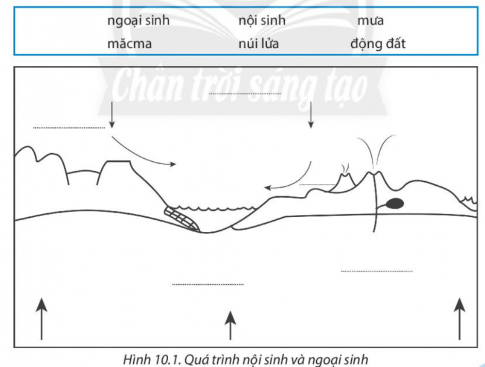 ngoại sinh nội sinh mưa
măcma núi lửa động đất
Chân trời sáng tạo
Hình 10.1. Quá trình nội sinh và ngoại sinh